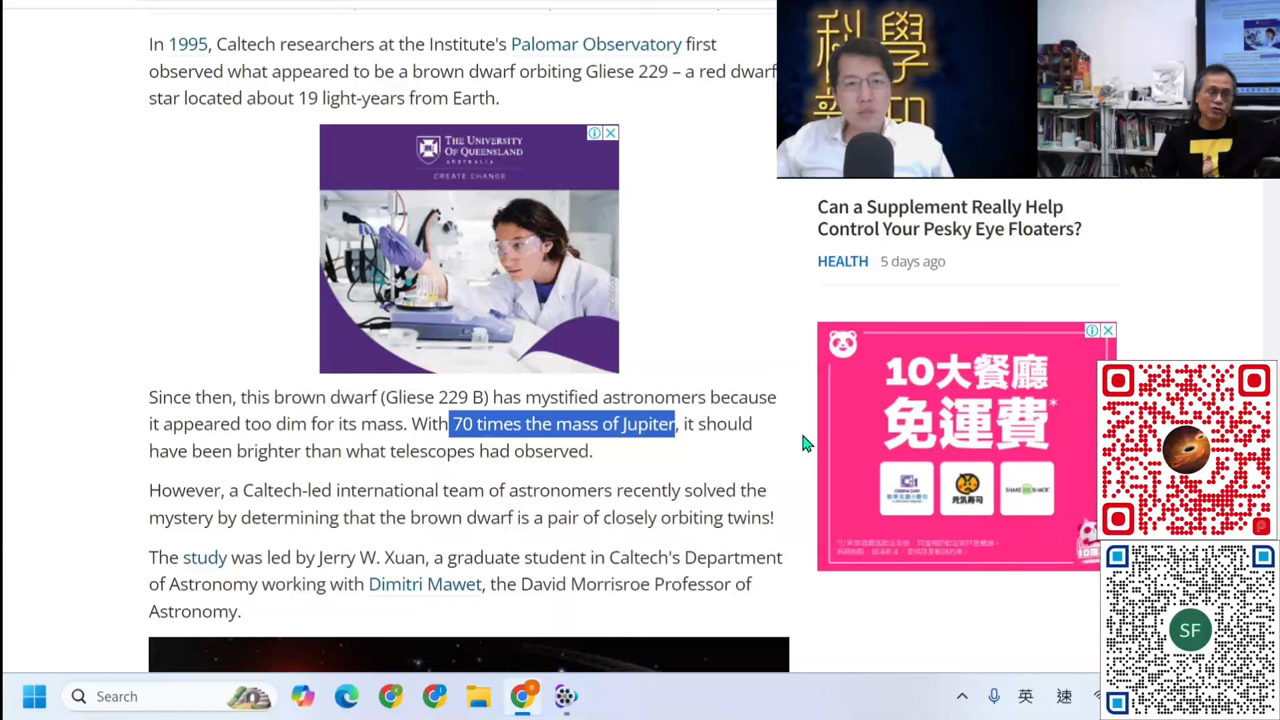 In 1995, Caltech researchers at the Institute's Palomar Observatory first
observed what appeared to be a brown dwarf orbiting Gliese 229 – a red dwarf
star located about 19 light-years from Earth.
THE UNIVERSITY
OF QUEENSLAND
AUSTRALIA
CREATE CHANGE
Since then, this brown dwarf (Gliese 229 B) has mystified astronomers because
it appeared too dim for its mass. With 70 times the mass of Jupiter, it should
have been brighter than what telescopes had observed.
However, a Caltech-led international team of astronomers recently solved the
mystery by determining that the brown dwarf is a pair of closely orbiting twins!
The study was led by Jerry W. Xuan, a graduate student in Caltech's Department
of Astronomy working with Dimitri Mawet, the David Morrisroe Professor of
Astronomy.
科學
Can a Supplement Really Help
Control Your Pesky Eye Floaters?
HEALTH 5 days ago
10大餐廳
免運費*
元気寿司
SHAKE SHACK
SF
Search
英
速